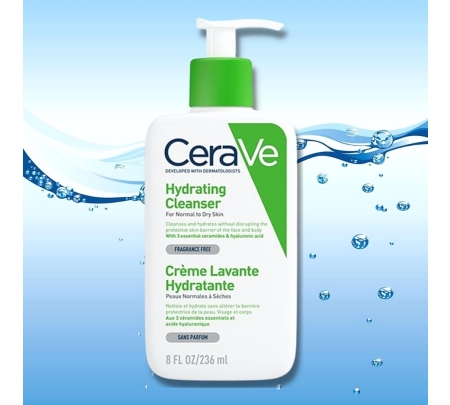 CeraVe
DEVELOPED WITH DERMATOLOGISTS
Hydrating
Cleanser
For Normal to Dry Skin
Cleanses and hydrates without disrupting the
protective skin barrier of the face and body
With 3 essential ceramides & hyaluronic acid
FRAGRANCE FREE
Crème Lavante
Hydratante
Peaux Normales à Sèches
Nettoie et hydrate sans altérer la barrière
protectrice de la peau. Visage et corps
Aux 3 céramides essentiels et
acide hyaluronique
SANS PARFUM
8 FL OZ/236 ml